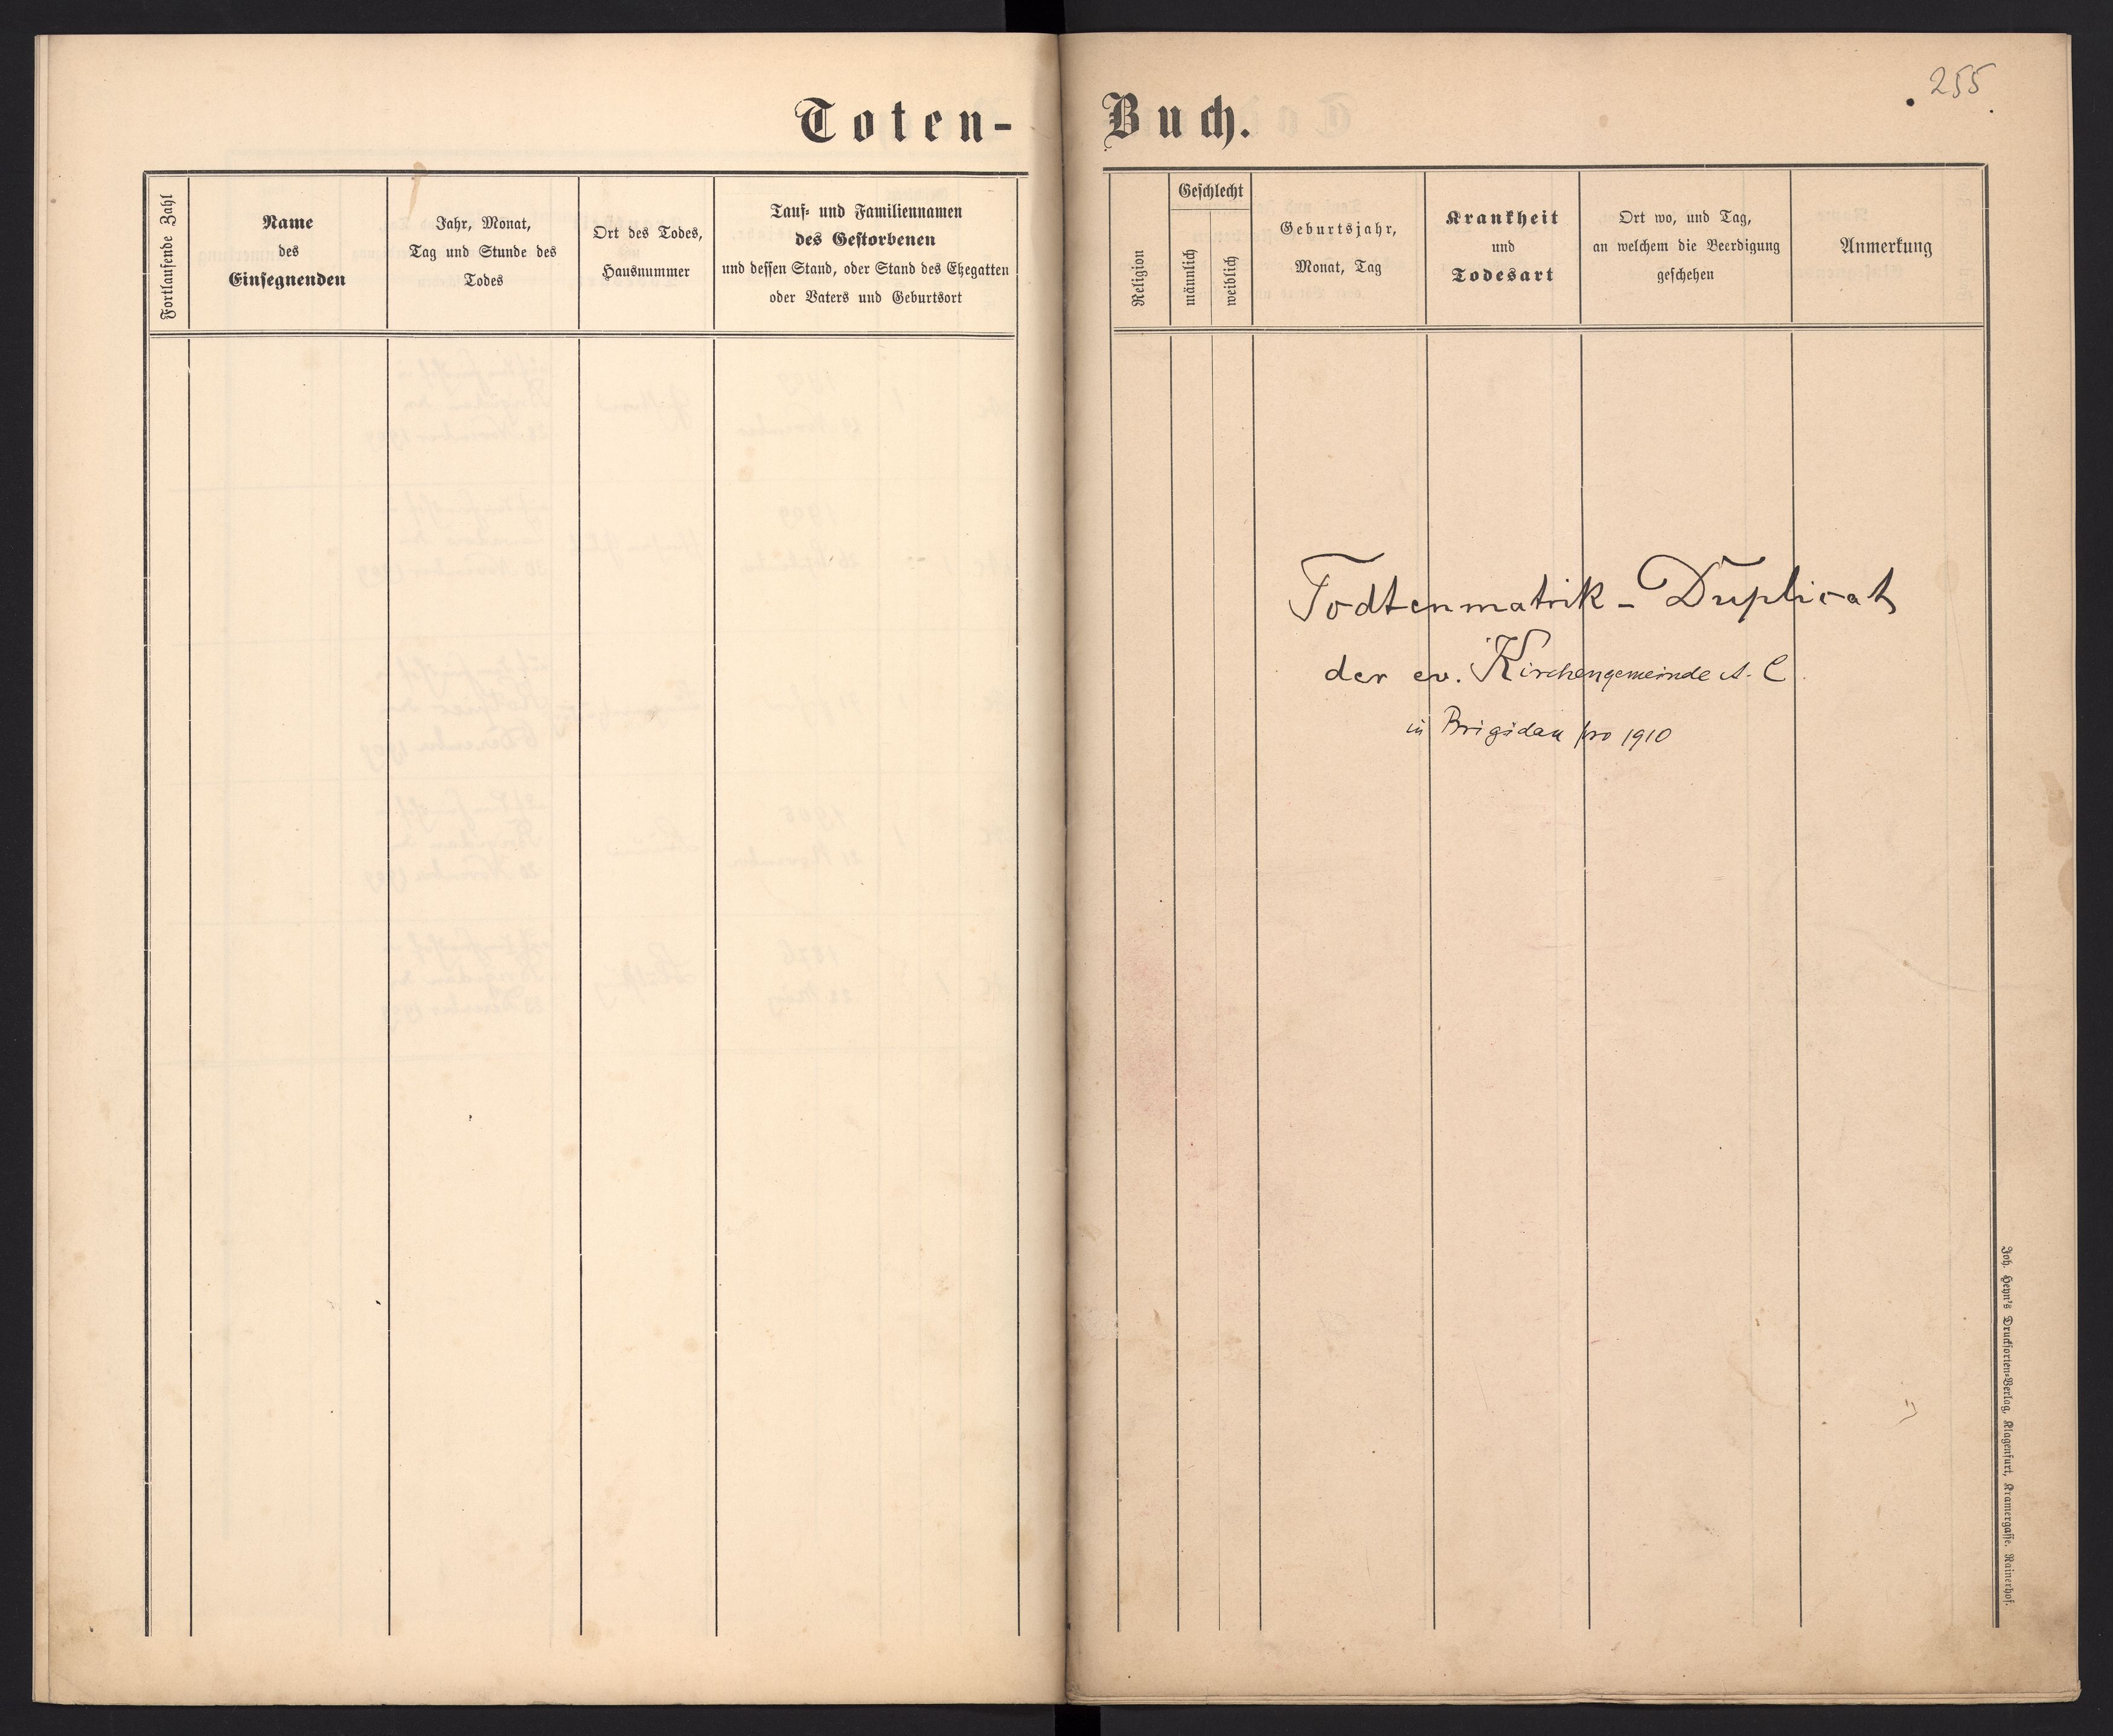 255
Toten-Buch.
Fortlaufende Zahl
Name
des
Einsegnenden
Jahr, Monat,
Tag und Stunde des
Todes
Ort des Todes,
Hausnummer
Tauf- und Familiennamen
des Gestorbenen
und dessen Stand, oder Stand des Ehegatten
oder Vaters und Geburtsort
Religion
Geschlecht
männlich
weiblich
Geburtsjahr,
Monat, Tag
Krankheit
und
Todesart
Ort wo, und Tag,
an welchem die Beerdigung
geschehen
Anmerkung
Todtenmatrik-Duplicat
der ev. Kirchengemeinde A. C.
in Brigidau pro 1910
Joh. Heyn's Drucksorten-Verlag, Klagenfurt, Kramergasse, Rainerhof.